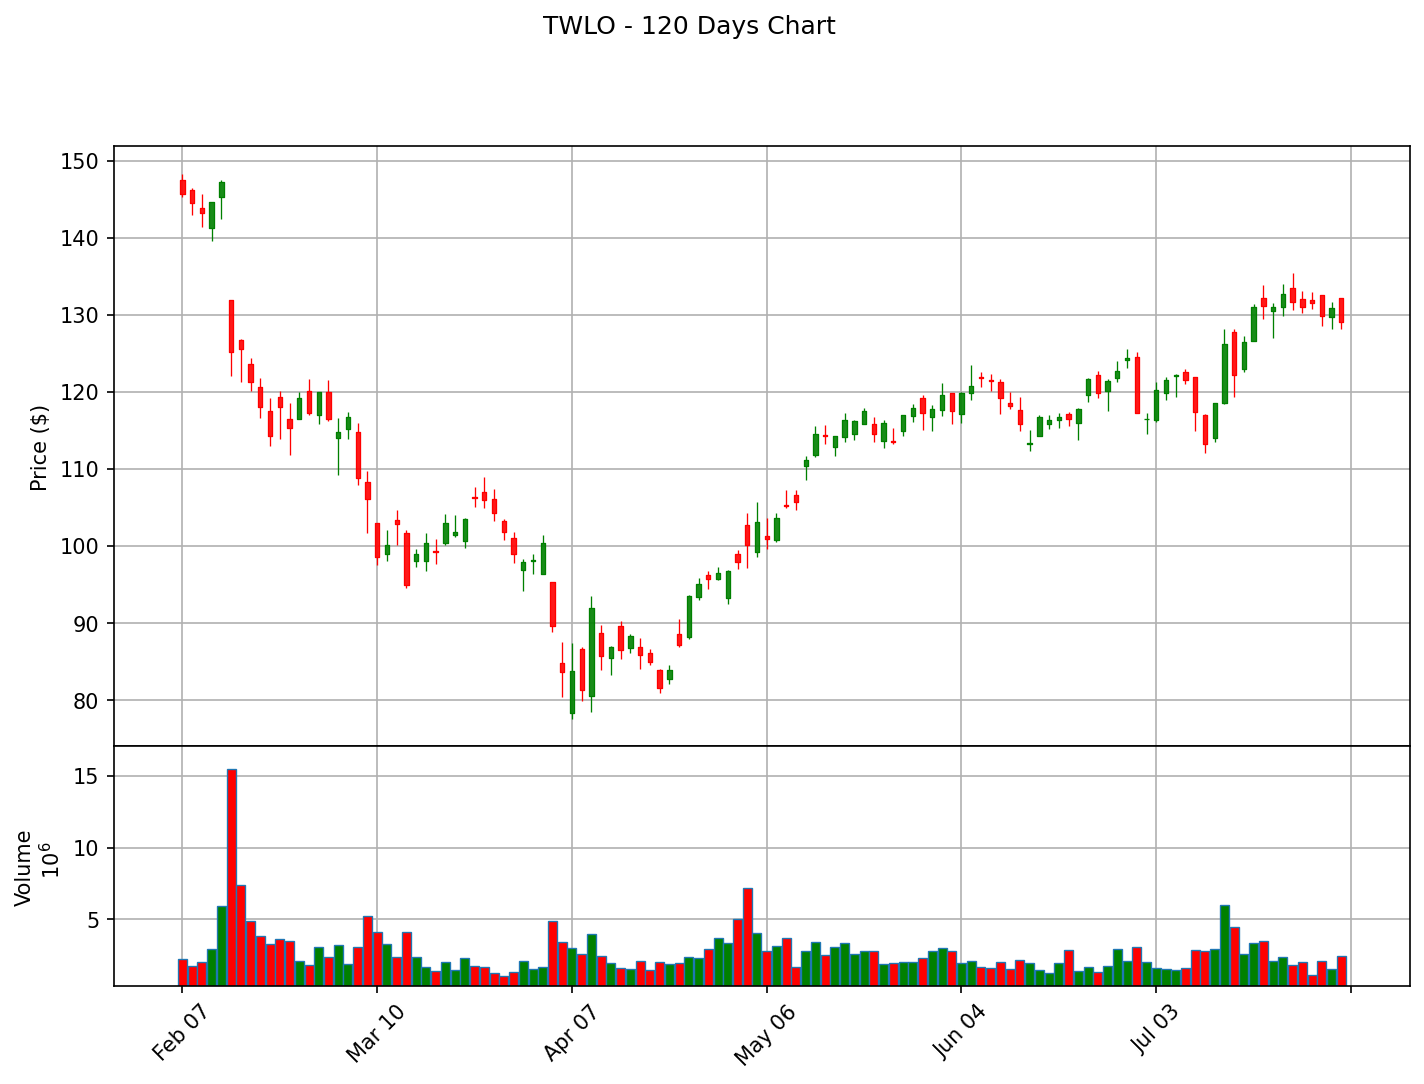 TWLO - 120 Days Chart
150
140
130
120
110
100
90
80
Price ($)
15
10
5
Volume
10^6
Feb 07
Mar 10
Apr 07
May 06
Jun 04
Jul 03